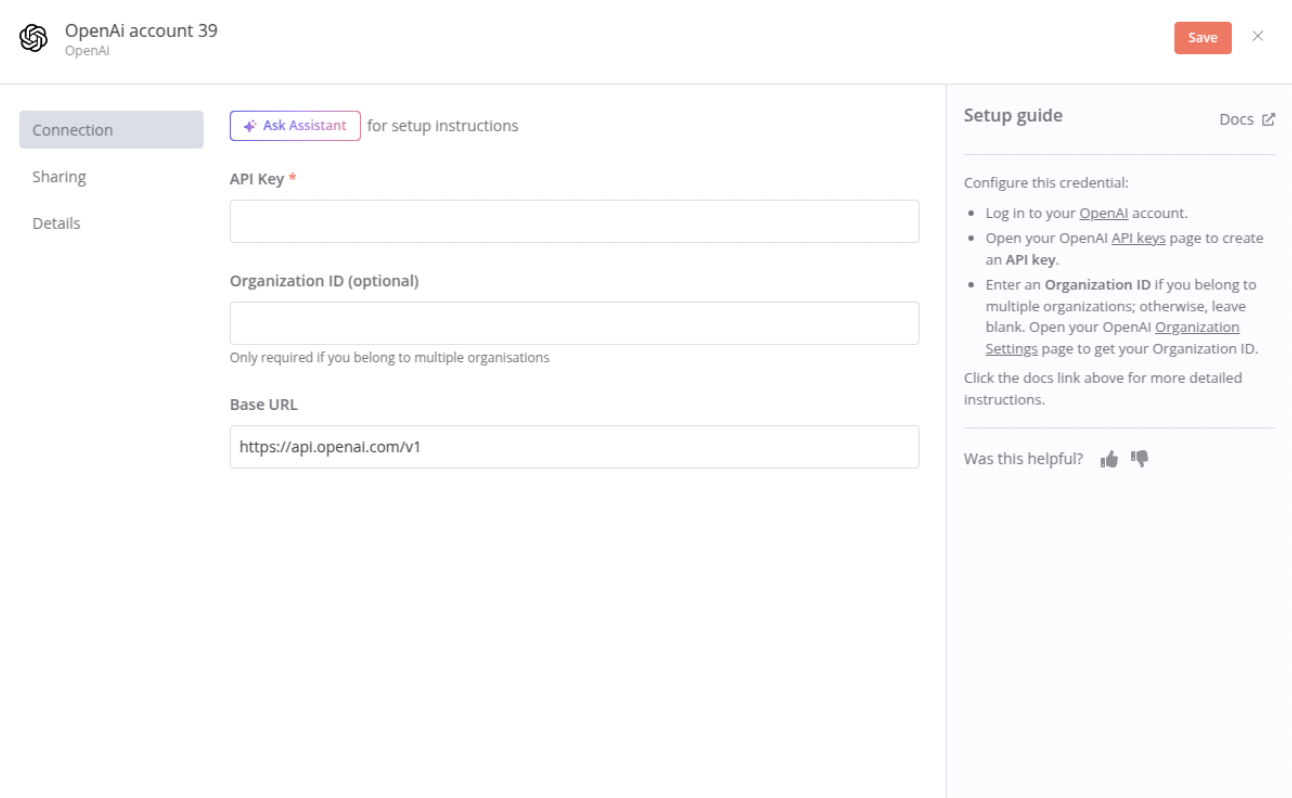 OpenAi account 39
OpenAi
Save
Connection
Sharing
Details
Ask Assistant for setup instructions
API Key *
Organization ID (optional)
Only required if you belong to multiple organisations
Base URL
https://api.openai.com/v1
Setup guide
Docs
Configure this credential:
• Log in to your OpenAI account.
• Open your OpenAI API keys page to create
an API key.
• Enter an Organization ID if you belong to
multiple organizations; otherwise, leave
blank. Open your OpenAI Organization
Settings page to get your Organization ID.
Click the docs link above for more detailed
instructions.
Was this helpful?